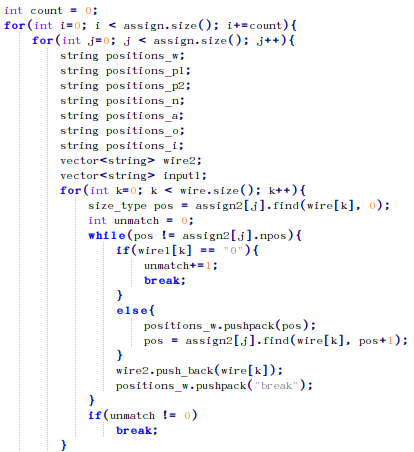 int count = 0;
for(int i=0; i < assign.size(); i+=count){
    for(int j=0; j < assign.size(); j++){
        string positions_w;
        string positions_p1;
        string positions_p2;
        string positions_n;
        string positions_a;
        string positions_o;
        string positions_i;
        vector<string> wire2;
        vector<string> input1;
        for(int k=0; k < wire.size(); k++){
            size_type pos = assign2[j].find(wire[k], 0);
            int unmatch = 0;
            while(pos != assign2[j].npos){
                if(wire1[k] == "0"){
                    unmatch+=1;
                    break;
                }
                else{
                    positions_w.pushpack(pos);
                    pos = assign2[j].find(wire[k], pos+1);
                }
                wire2.push_back(wire[k]);
                positions_w.pushpack("break");
            }
            if(unmatch != 0)
                break;
        }